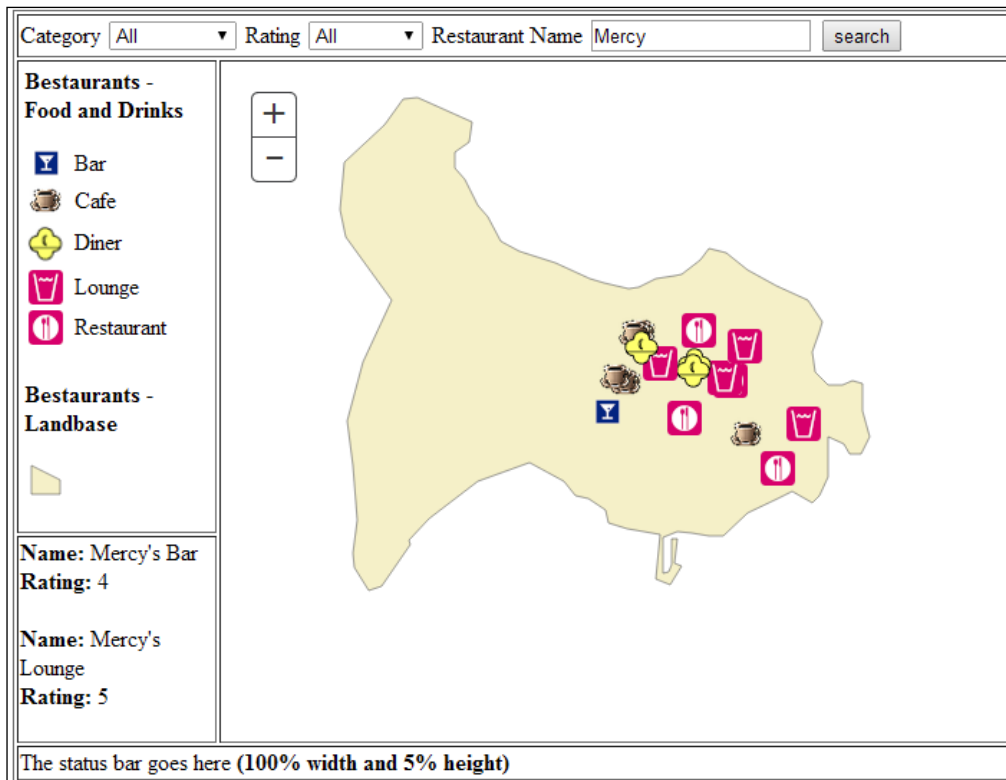 Category All Rating All Restaurant Name Mercy search
Bestaurants -
Food and Drinks
Bar
Cafe
Diner
Lounge
Restaurant
Bestaurants -
Landbase
+
−
Name: Mercy's Bar
Rating: 4
Name: Mercy's
Lounge
Rating: 5
The status bar goes here (100% width and 5% height)